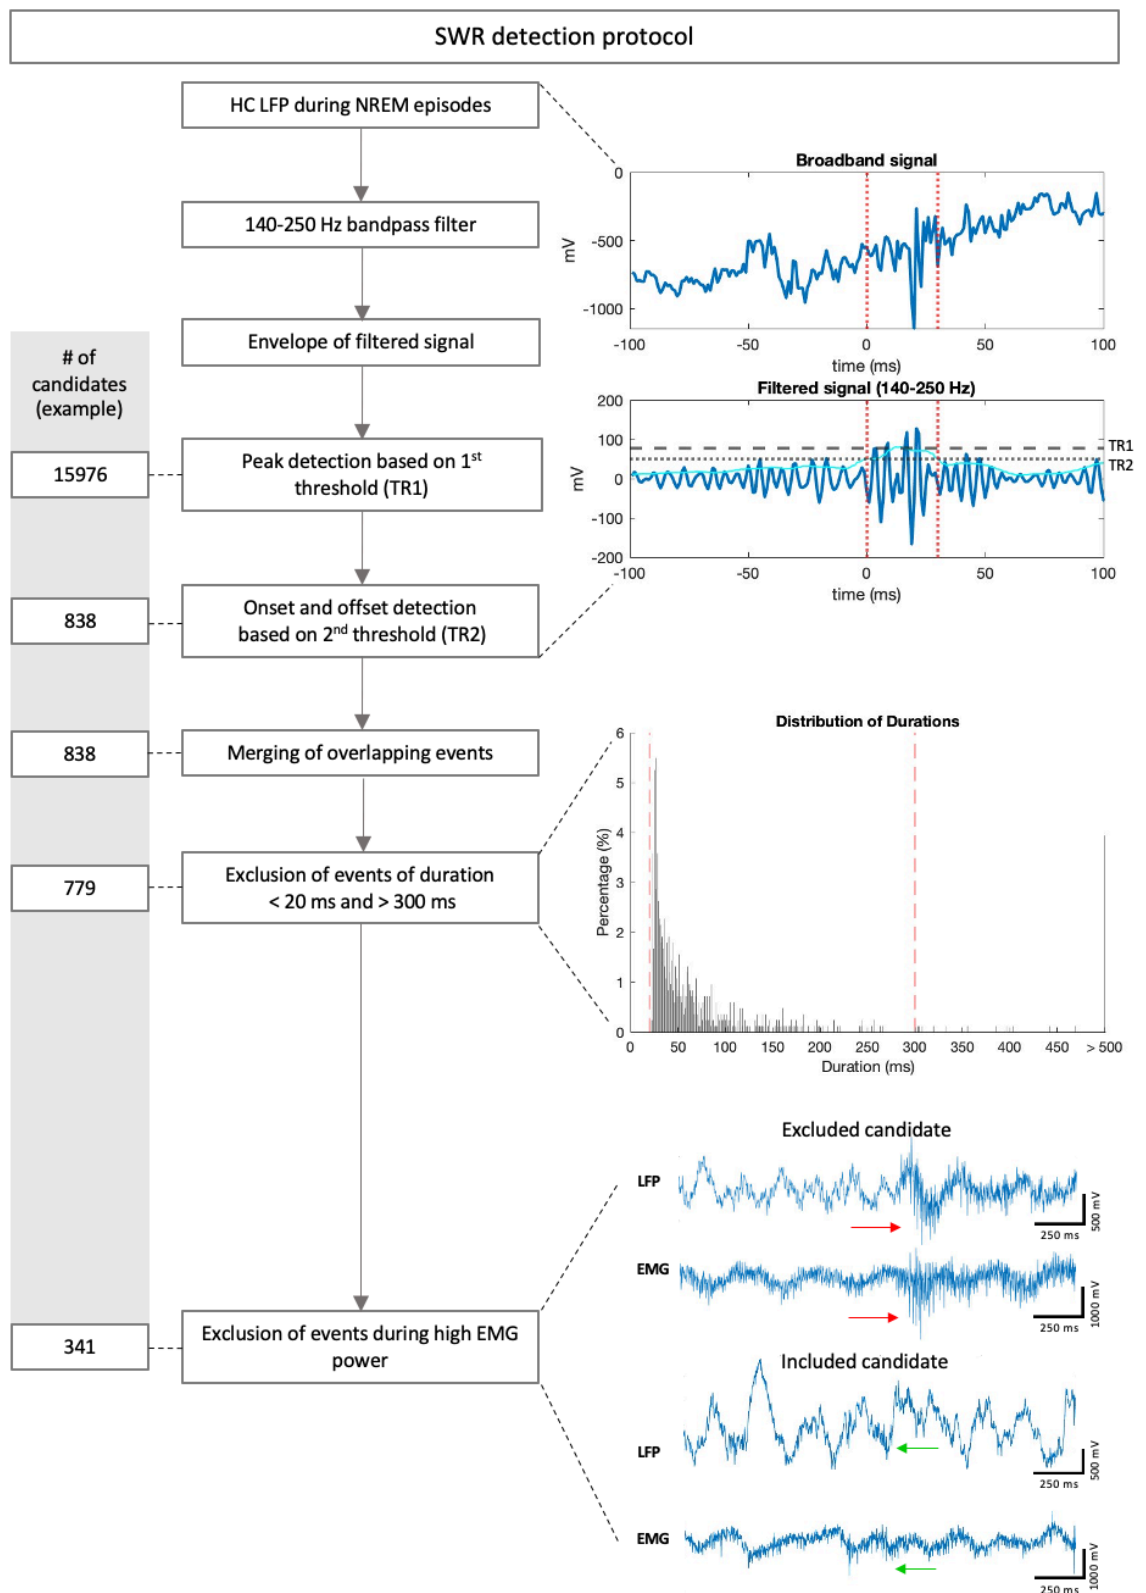 SWR detection protocol
HC LFP during NREM episodes
140-250 Hz bandpass filter
Envelope of filtered signal
# of
candidates
(example)
15976
Peak detection based on 1st
threshold (TR1)
838
Onset and offset detection
based on 2nd threshold (TR2)
838
Merging of overlapping events
779
Exclusion of events of duration
< 20 ms and > 300 ms
341
Exclusion of events during high EMG
power
Broadband signal
0
-500
-1000
mV
-100
-50
0
50
100
time (ms)
Filtered signal (140-250 Hz)
200
100
0
-100
-200
mV
TR1
TR2
-100
-50
0
50
100
time (ms)
Distribution of Durations
6
5
4
3
2
1
0
Percentage (%)
0
50
100
150
200
250
300
350
400
450
> 500
Duration (ms)
Excluded candidate
LFP
500 mV
250 ms
EMG
1000 mV
250 ms
Included candidate
LFP
500 mV
250 ms
EMG
1000 mV
250 ms